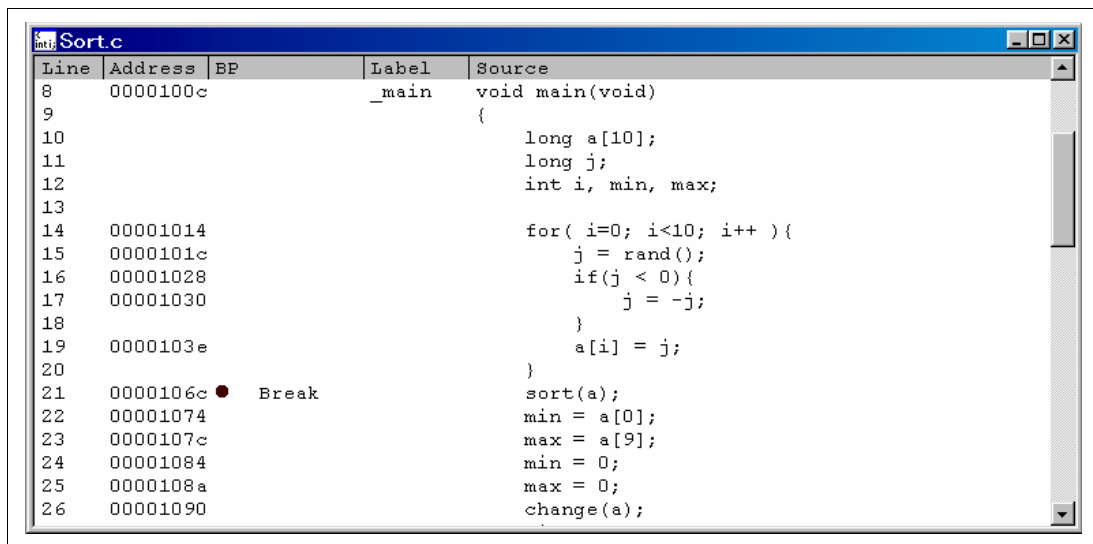 Sort.c
Line Address BP Label Source
8 0000100c _main void main(void)
9 {
10 long a[10];
11 long j;
12 int i, min, max;
13
14 00001014 for( i=0; i<10; i++ ){
15 0000101c j = rand();
16 00001028 if(j < 0){
17 00001030 j = -j;
18 }
19 0000103e a[i] = j;
20 }
21 0000106c Break sort(a);
22 00001074 min = a[0];
23 0000107c max = a[9];
24 00001084 min = 0;
25 0000108a max = 0;
26 00001090 change(a);